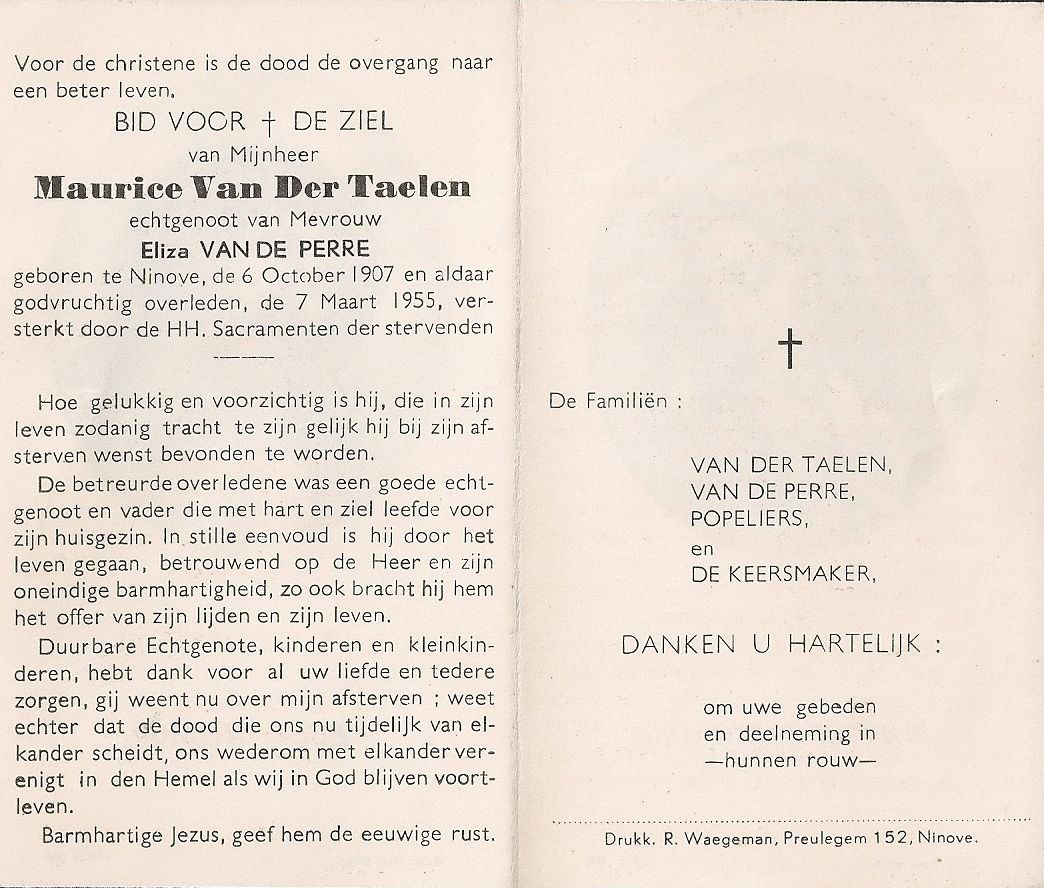 Voor de christene is de dood de overgang naar
een beter leven.
BID VOOR † DE ZIEL
van Mijnheer
Maurice Van Der Taelen
echtgenoot van Mevrouw
Eliza VAN DE PERRE
geboren te Ninove, de 6 October 1907 en aldaar
godvruchtig overleden, de 7 Maart 1955, ver-
sterkt door de HH. Sacramenten der stervenden
Hoe gelukkig en voorzichtig is hij, die in zijn
leven zodanig tracht te zijn gelijk hij bij zijn af-
sterven wenst bevonden te worden.
De betreurde overledene was een goede echt-
genoot en vader die met hart en ziel leefde voor
zijn huisgezin. In stille eenvoud is hij door het
leven gegaan, betrouwend op de Heer en zijn
oneindige barmhartigheid, zo ook bracht hij hem
het offer van zijn lijden en zijn leven.
Duurbare Echtgenote, kinderen en kleinkin-
deren, hebt dank voor al uw liefde en tedere
zorgen, gij weent nu over mijn afsterven ; weet
echter dat de dood die ons nu tijdelijk van el-
kander scheidt, ons wederom met elkander ver-
enigt in den Hemel als wij in God blijven voort-
leven.
Barmhartige Jezus, geef hem de eeuwige rust.
†
De Familiën :
VAN DER TAELEN,
VAN DE PERRE,
POPELIERS,
en
DE KEERSMAKER,
DANKEN U HARTELIJK :
om uwe gebeden
en deelneming in
—hunnen rouw—
Drukk. R. Waegeman, Preulegem 152, Ninove.